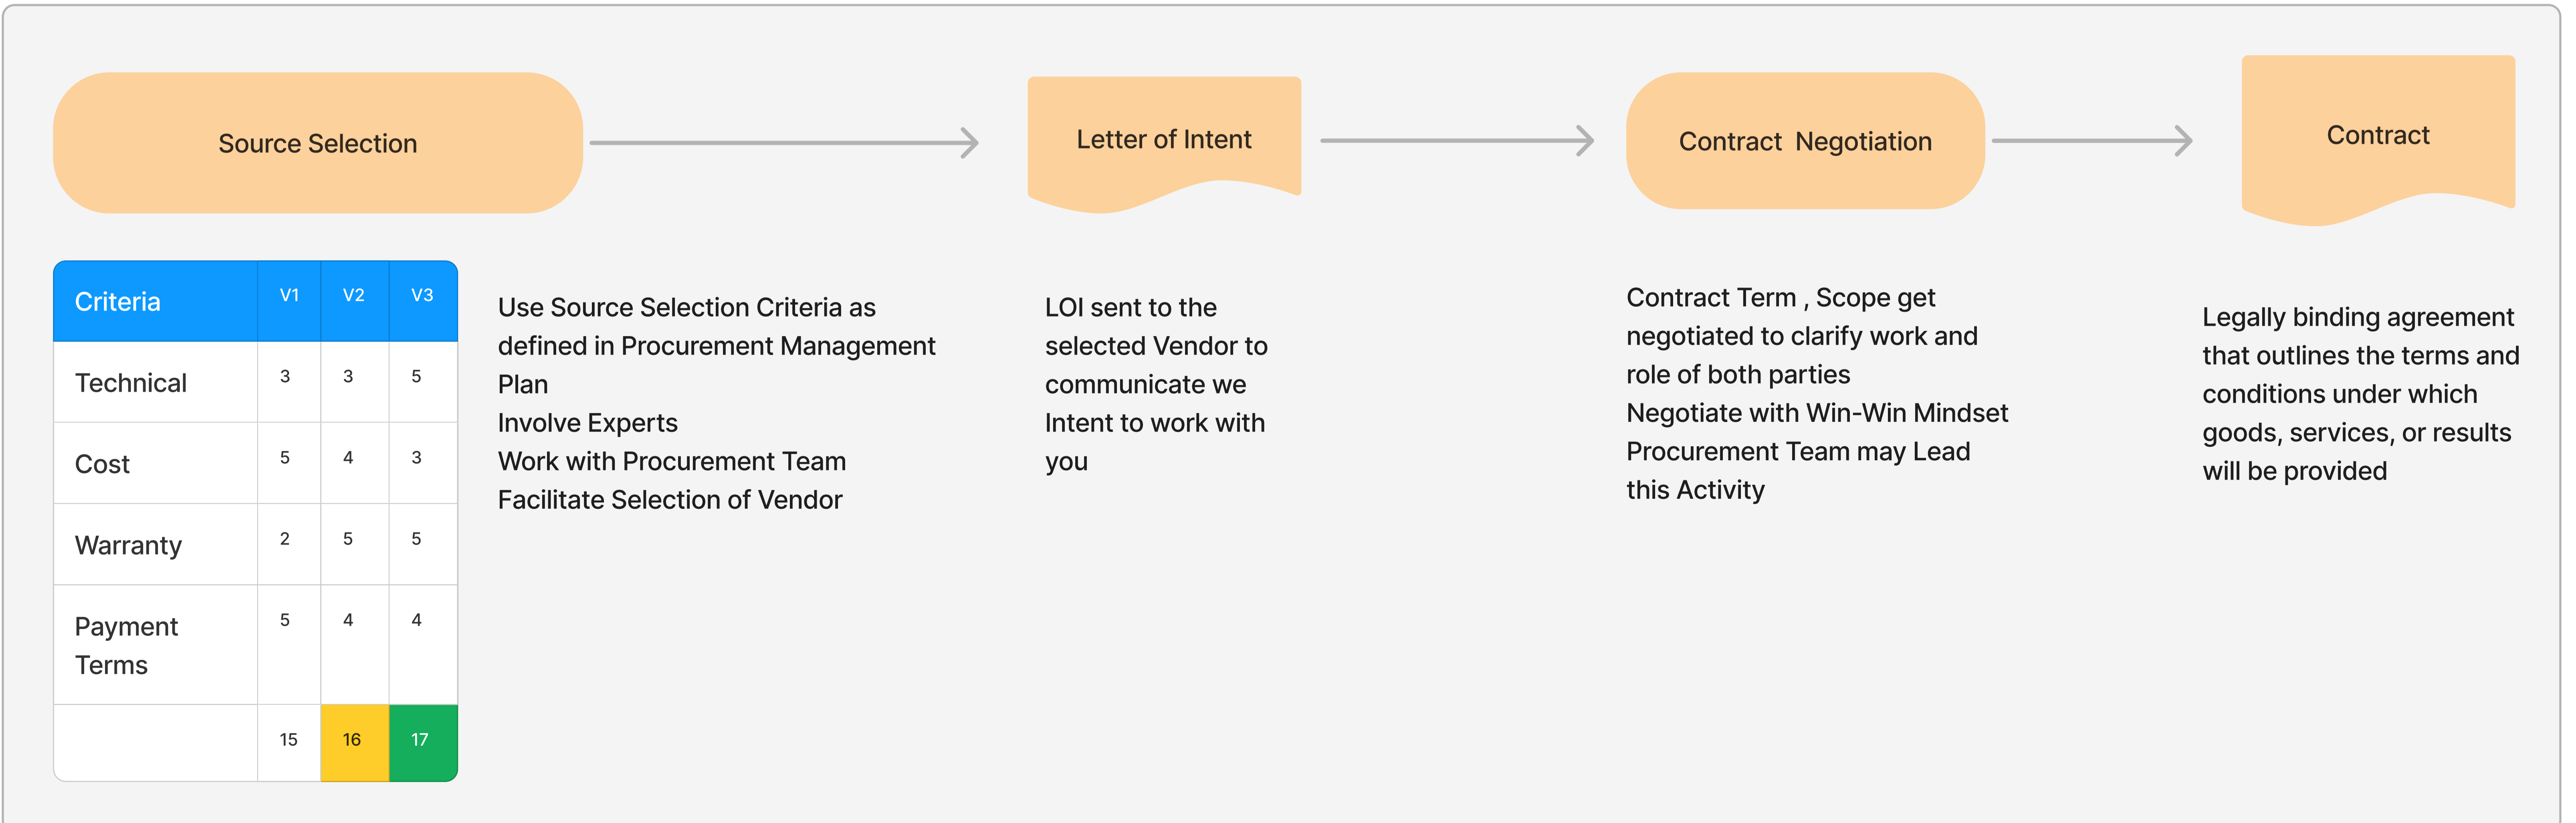 Source Selection
Letter of Intent
Contract  Negotiation
Contract
Criteria V1 V2 V3
Technical 3 3 5
Cost 5 4 3
Warranty 2 5 5
Payment 5 4 4
Terms
15 16 17
Use Source Selection Criteria as
defined in Procurement Management
Plan
Involve Experts
Work with Procurement Team
Facilitate Selection of Vendor
LOI sent to the
selected Vendor to
communicate we
Intent to work with
you
Contract Term , Scope get
negotiated to clarify work and
role of both parties
Negotiate with Win-Win Mindset
Procurement Team may Lead
this Activity
Legally binding agreement
that outlines the terms and
conditions under which
goods, services, or results
will be provided